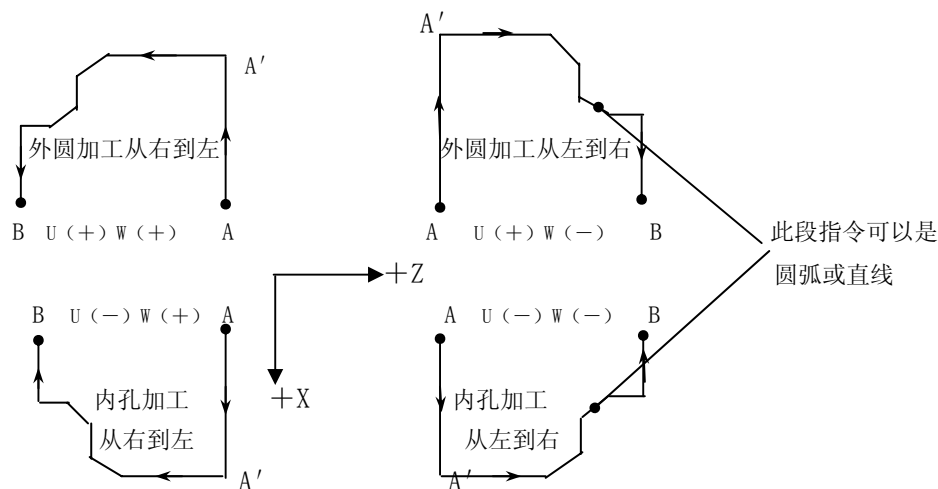 A′
A′
外圆加工从右到左
外圆加工从左到右
B U（＋）W（＋） A
A U（＋）W（－） B
此段指令可以是
圆弧或直线
＋Z
B U（－）W（＋） A
A U（－）W（－） B
＋X
内孔加工
从右到左
内孔加工
从左到右
A′
A′